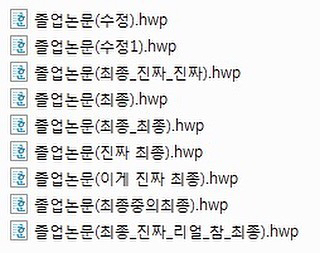 졸업논문(수정).hwp
졸업논문(수정1).hwp
졸업논문(최종_진짜_진짜).hwp
졸업논문(최종).hwp
졸업논문(최종_최종).hwp
졸업논문(진짜 최종).hwp
졸업논문(이게 진짜 최종).hwp
졸업논문(최종중의최종).hwp
졸업논문(최종_진짜_리얼_참_최종).hwp